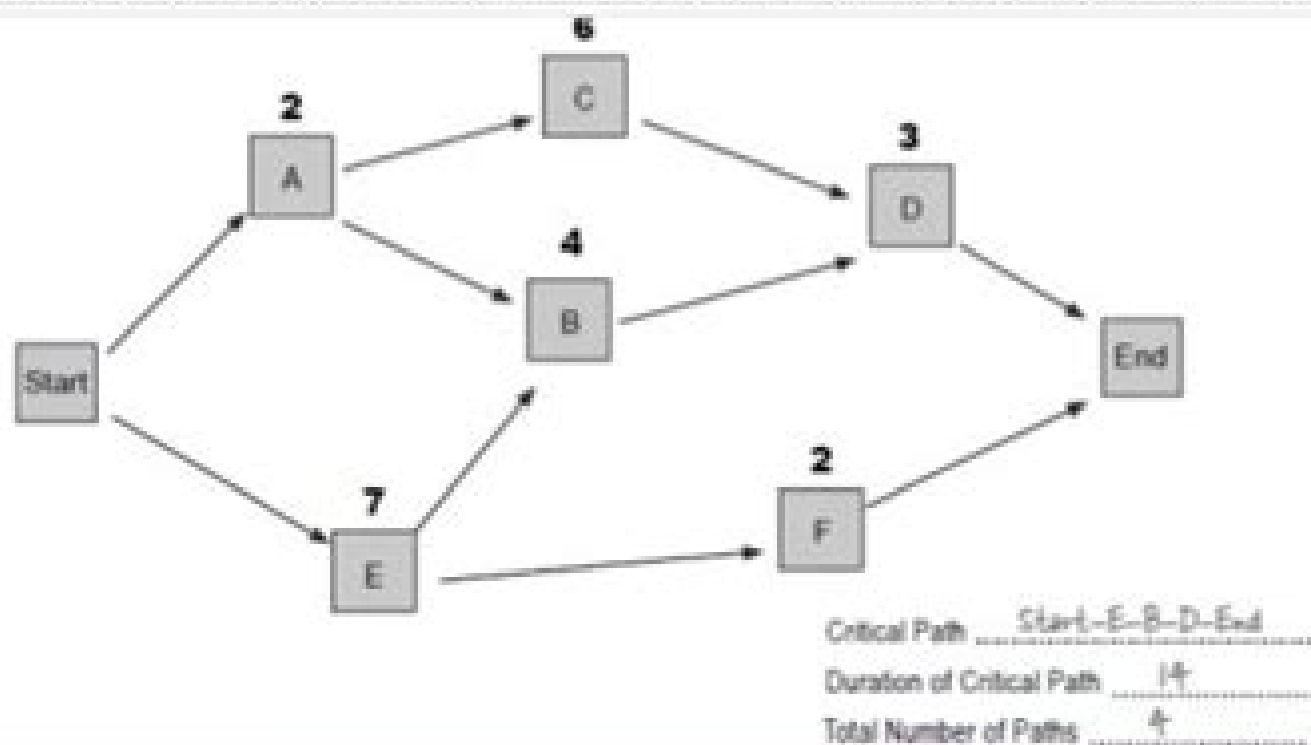 6
C
2
A
3
D
4
B
Start
End
7
E
2
F
Critical Path Start-E-B-D-End
Duration of Critical Path 14
Total Number of Paths 4